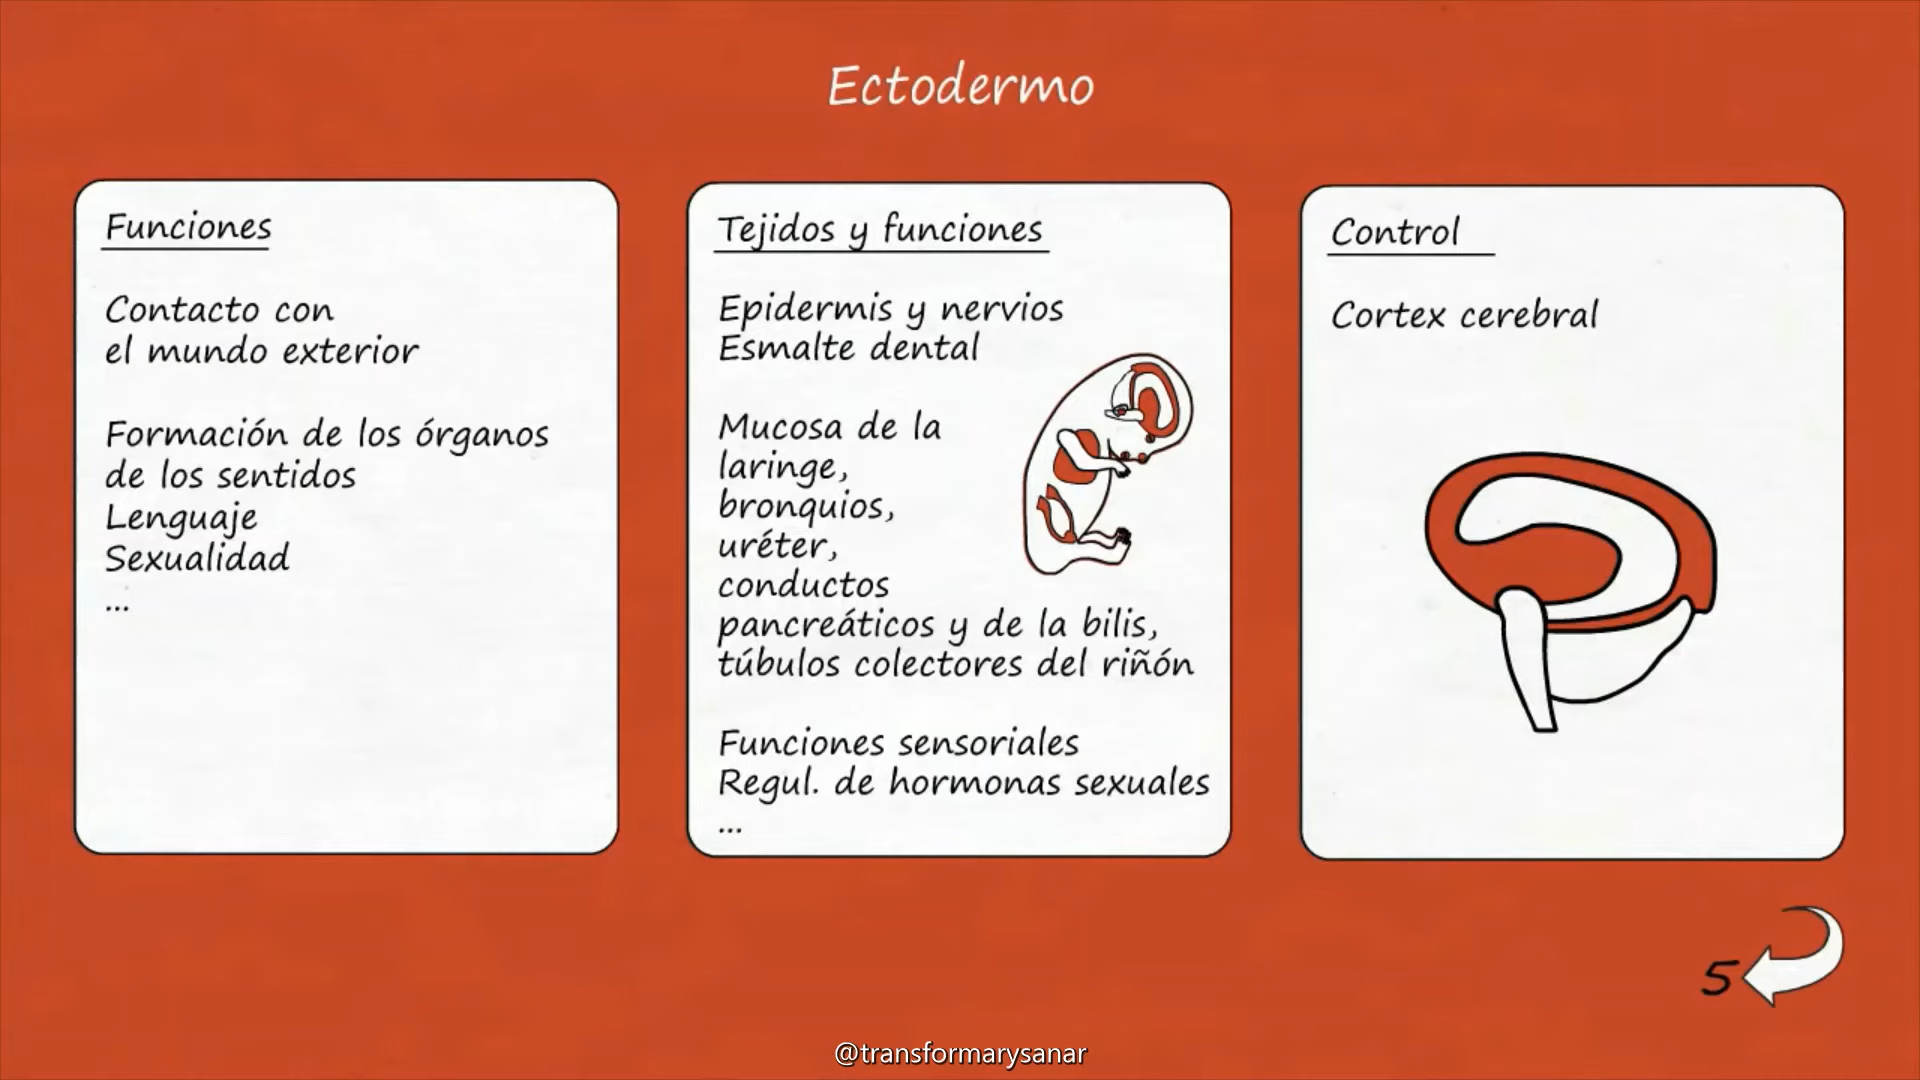 Ectodermo
Funciones
Contacto con
el mundo exterior
Formación de los órganos
de los sentidos
Lenguaje
Sexualidad
...
Tejidos y funciones
Epidermis y nervios
Esmalte dental
Mucosa de la
laringe,
bronquios,
uréter,
conductos
pancreáticos y de la bilis,
túbulos colectores del riñón
Funciones sensoriales
Regul. de hormonas sexuales
...
Control
Cortex cerebral
5
@transformarysanar